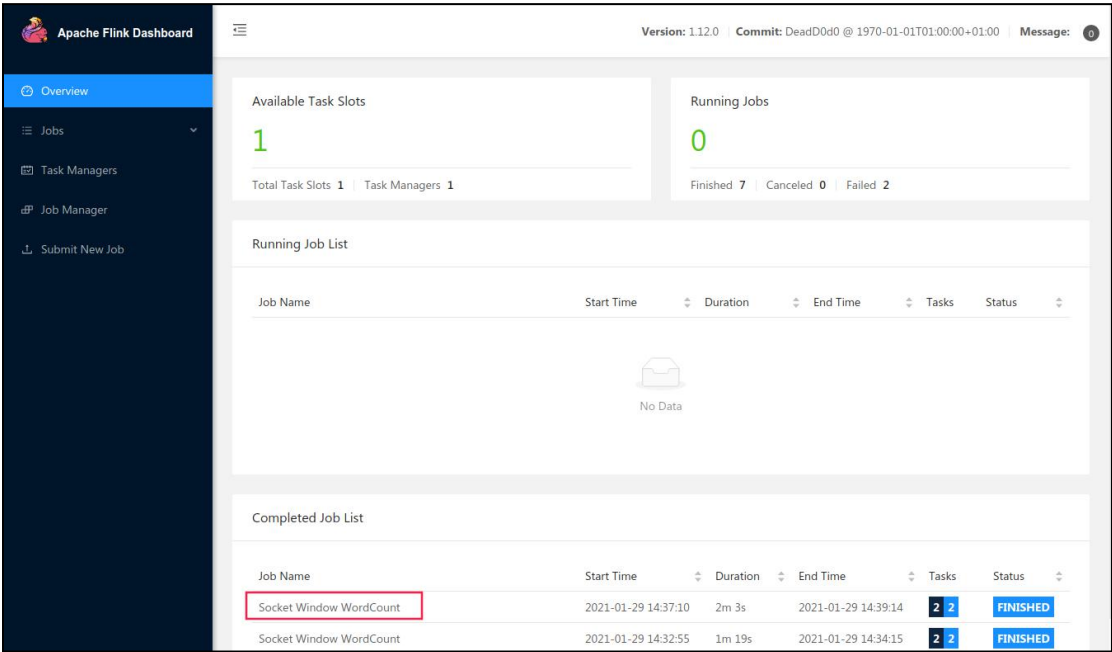 Apache Flink Dashboard
Version: 1.12.0 Commit: DeadD0d0 @ 1970-01-01T01:00:00+01:00 Message: 0
Overview
Jobs
Task Managers
Job Manager
Submit New Job
Available Task Slots
1
Total Task Slots 1 Task Managers 1
Running Jobs
0
Finished 7 Canceled 0 Failed 2
Running Job List
Job Name Start Time Duration End Time Tasks Status
No Data
Completed Job List
Job Name Start Time Duration End Time Tasks Status
Socket Window WordCount 2021-01-29 14:37:10 2m 3s 2021-01-29 14:39:14 2 2 FINISHED
Socket Window WordCount 2021-01-29 14:32:55 1m 19s 2021-01-29 14:34:15 2 2 FINISHED